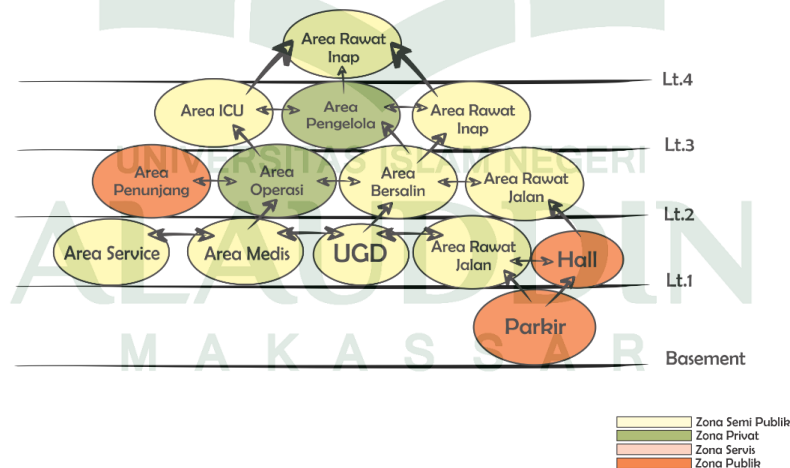 Area Rawat
Inap
Lt.4
Area ICU
Area
Pengelola
Area Rawat
Inap
Lt.3
UNIVERSITAS ISLAM NEGERI
Area
Penunjang
Area
Operasi
Area
Bersalin
Area Rawat
Jalan
Lt.2
ALAUDDIN
Area Service
Area Medis
UGD
Area Rawat
Jalan
Hall
Lt.1
Parkir
MAKASSAR
Basement
Zona Semi Publik
Zona Privat
Zona Servis
Zona Publik